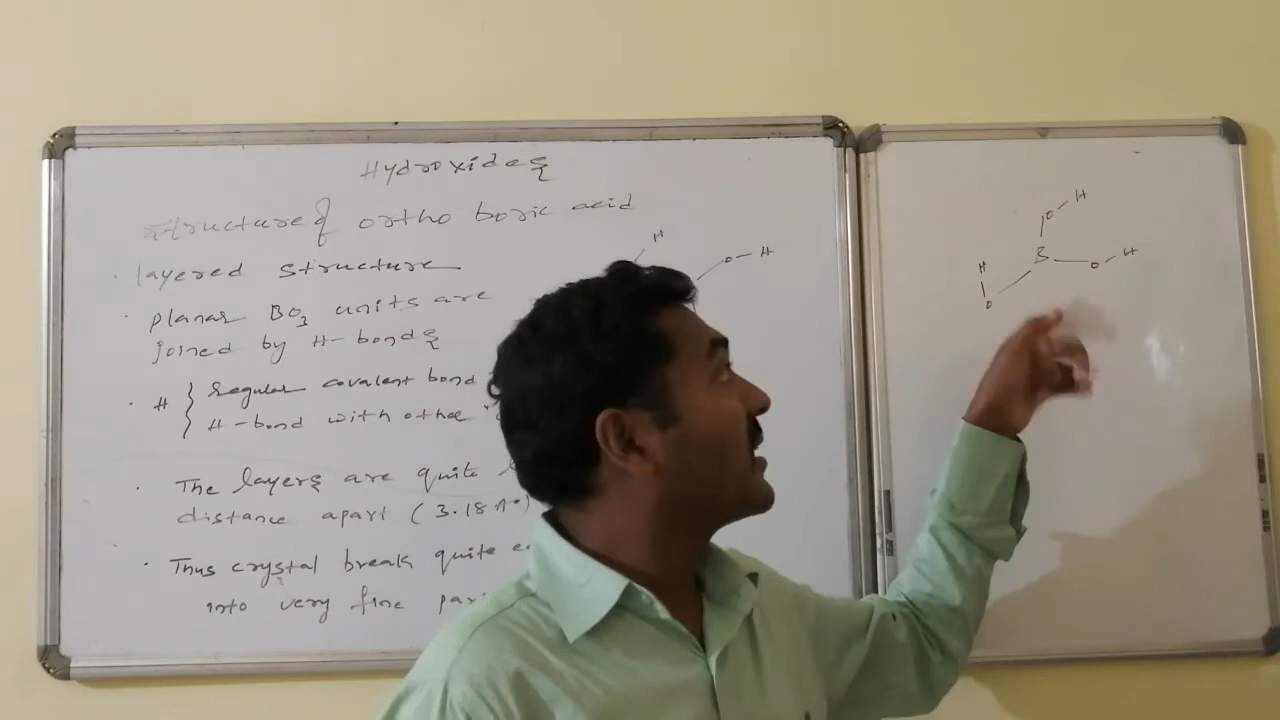 Hydroxides
structure of ortho boric acid
. layered structure
. planar BO3 units are
joined by H-bonds
. H { regular covalent bond
H-bond with other
. The layers are quite
distance apart (3.18 A°)
. Thus crystal break quite
into very fine
H
O-H
O-H
B
O-H
H
O